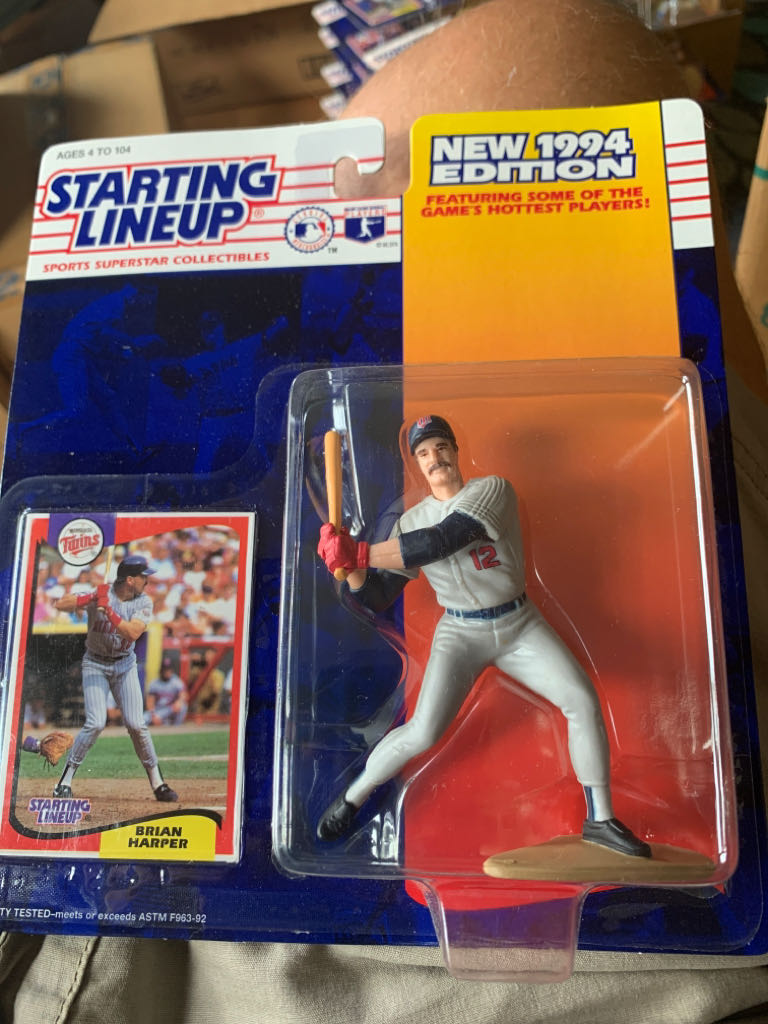 AGES 4 TO 104
STARTING
LINEUP®
SPORTS SUPERSTAR COLLECTIBLES
TM
NEW 1994
EDITION
FEATURING SOME OF THE
GAME'S HOTTEST PLAYERS!
12
Twins
STARTING
LINEUP
BRIAN
HARPER
TY TESTED–meets or exceeds ASTM F963-92